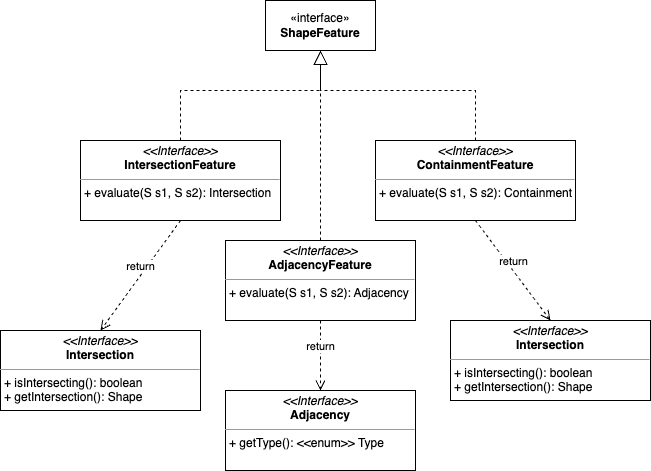 «interface»
ShapeFeature
<<Interface>>
IntersectionFeature
+ evaluate(S s1, S s2): Intersection
<<Interface>>
ContainmentFeature
+ evaluate(S s1, S s2): Containment
<<Interface>>
AdjacencyFeature
+ evaluate(S s1, S s2): Adjacency
return
return
return
<<Interface>>
Intersection
+ isIntersecting(): boolean
+ getIntersection(): Shape
<<Interface>>
Adjacency
+ getType(): <<enum>> Type
<<Interface>>
Intersection
+ isIntersecting(): boolean
+ getIntersection(): Shape